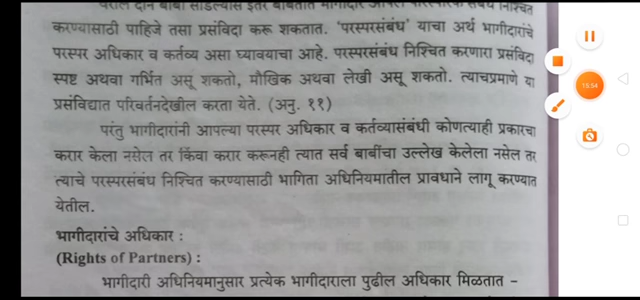 करण्यासाठी पाहिजे तसा प्रसंविदा करू शकतात. 'परस्परसंबंध' याचा अर्थ भागीदारांचे
परस्पर अधिकार व कर्तव्य असा घ्यावयाचा आहे. परस्परसंबंध निश्चित करणारा प्रसंविदा
स्पष्ट अथवा गर्भित असू शकतो, मौखिक अथवा लेखी असू शकतो. त्याचप्रमाणे या
प्रसंविद्यात परिवर्तनदेखील करता येते. (अनु. ११)
परंतु भागीदारांनी आपल्या परस्पर अधिकार व कर्तव्यासंबंधी कोणत्याही प्रकारचा
करार केला नसेल तर किंवा करार करूनही त्यात सर्व बाबींचा उल्लेख केलेला नसेल तर
त्याचे परस्परसंबंध निश्चित करण्यासाठी भागिता अधिनियमातील प्रावधाने लागू करण्यात
येतील.
भागीदारांचे अधिकार :
(Rights of Partners) :
भागीदारी अधिनियमानुसार प्रत्येक भागीदाराला पुढील अधिकार मिळतात -
15:54